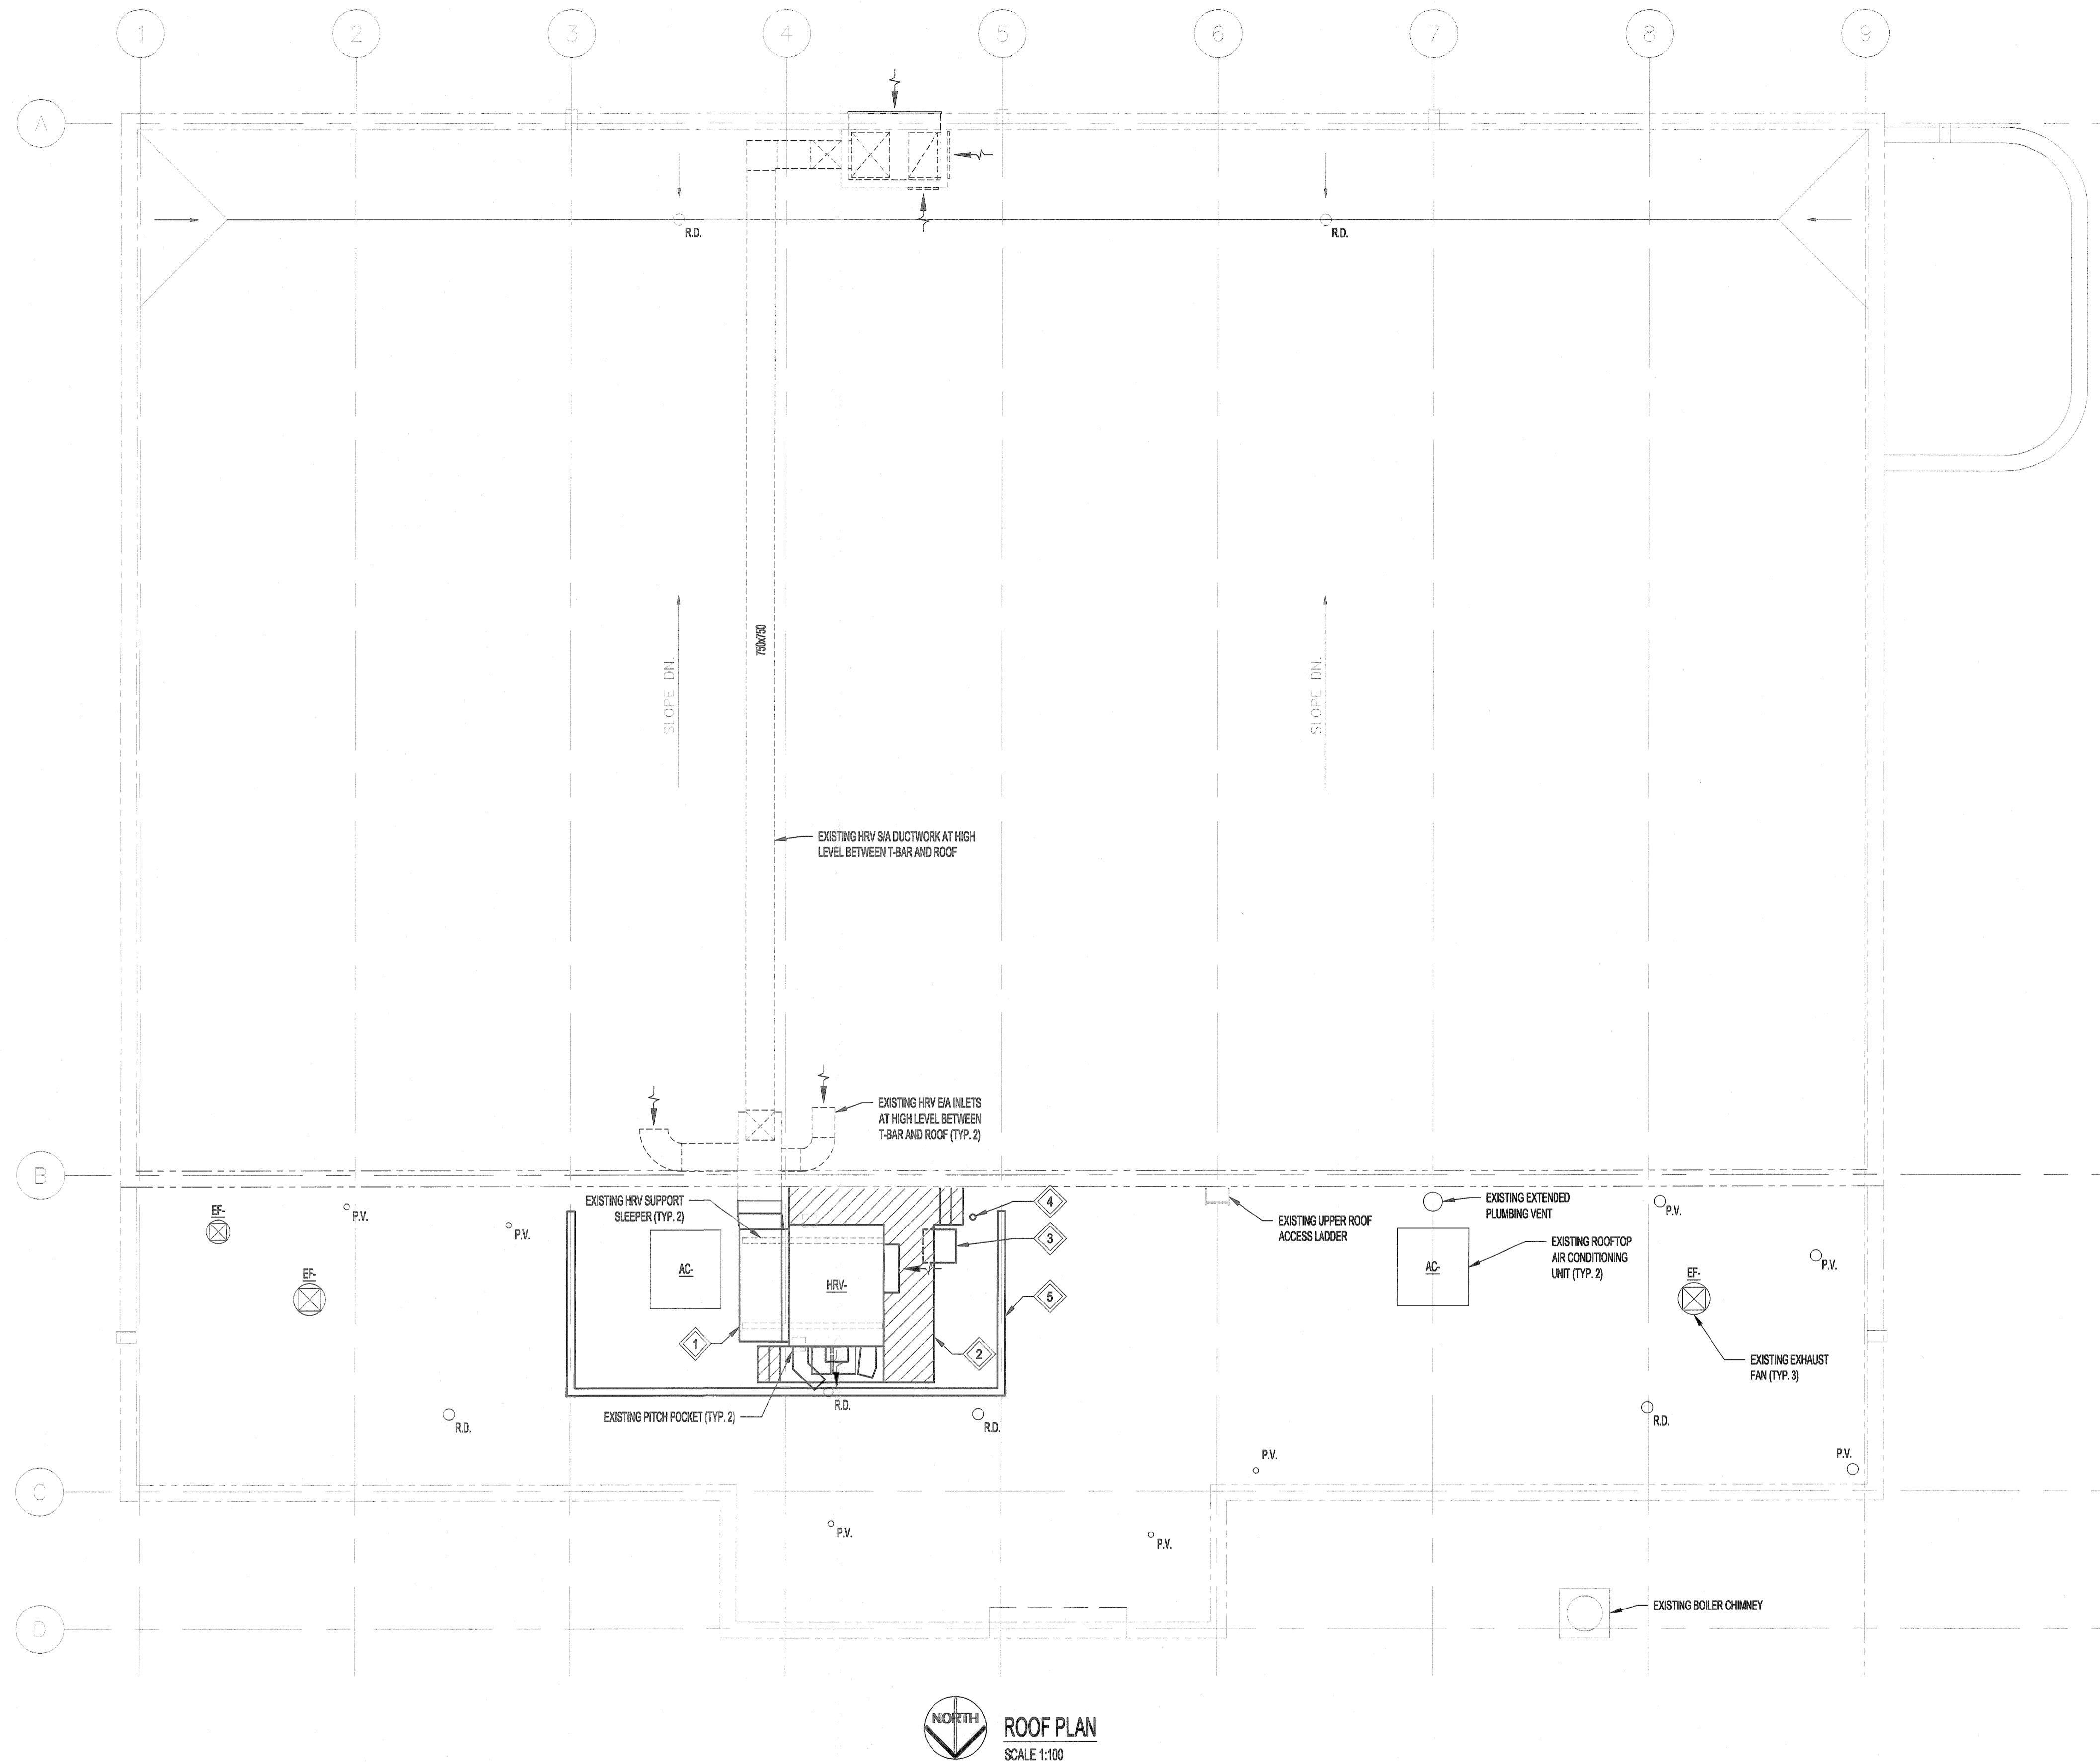 1
2
3
4
5
6
7
8
9
A
R.D.
R.D.
750x750
SLOPE DN.
SLOPE DN.
EXISTING HRV S/A DUCTWORK AT HIGH
LEVEL BETWEEN T-BAR AND ROOF
EXISTING HRV E/A INLETS
AT HIGH LEVEL BETWEEN
T-BAR AND ROOF (TYP. 2)
B
EF-
P.V.
P.V.
EF-
EXISTING HRV SUPPORT
SLEEPER (TYP. 2)
AC-
HRV-
4
3
5
1
2
EXISTING UPPER ROOF
ACCESS LADDER
EXISTING EXTENDED
PLUMBING VENT
AC-
EXISTING ROOFTOP
AIR CONDITIONING
UNIT (TYP. 2)
P.V.
P.V.
EF-
EXISTING EXHAUST
FAN (TYP. 3)
EXISTING PITCH POCKET (TYP. 2)
R.D.
R.D.
R.D.
R.D.
P.V.
P.V.
C
P.V.
P.V.
D
EXISTING BOILER CHIMNEY
NORTH
ROOF PLAN
SCALE 1:100